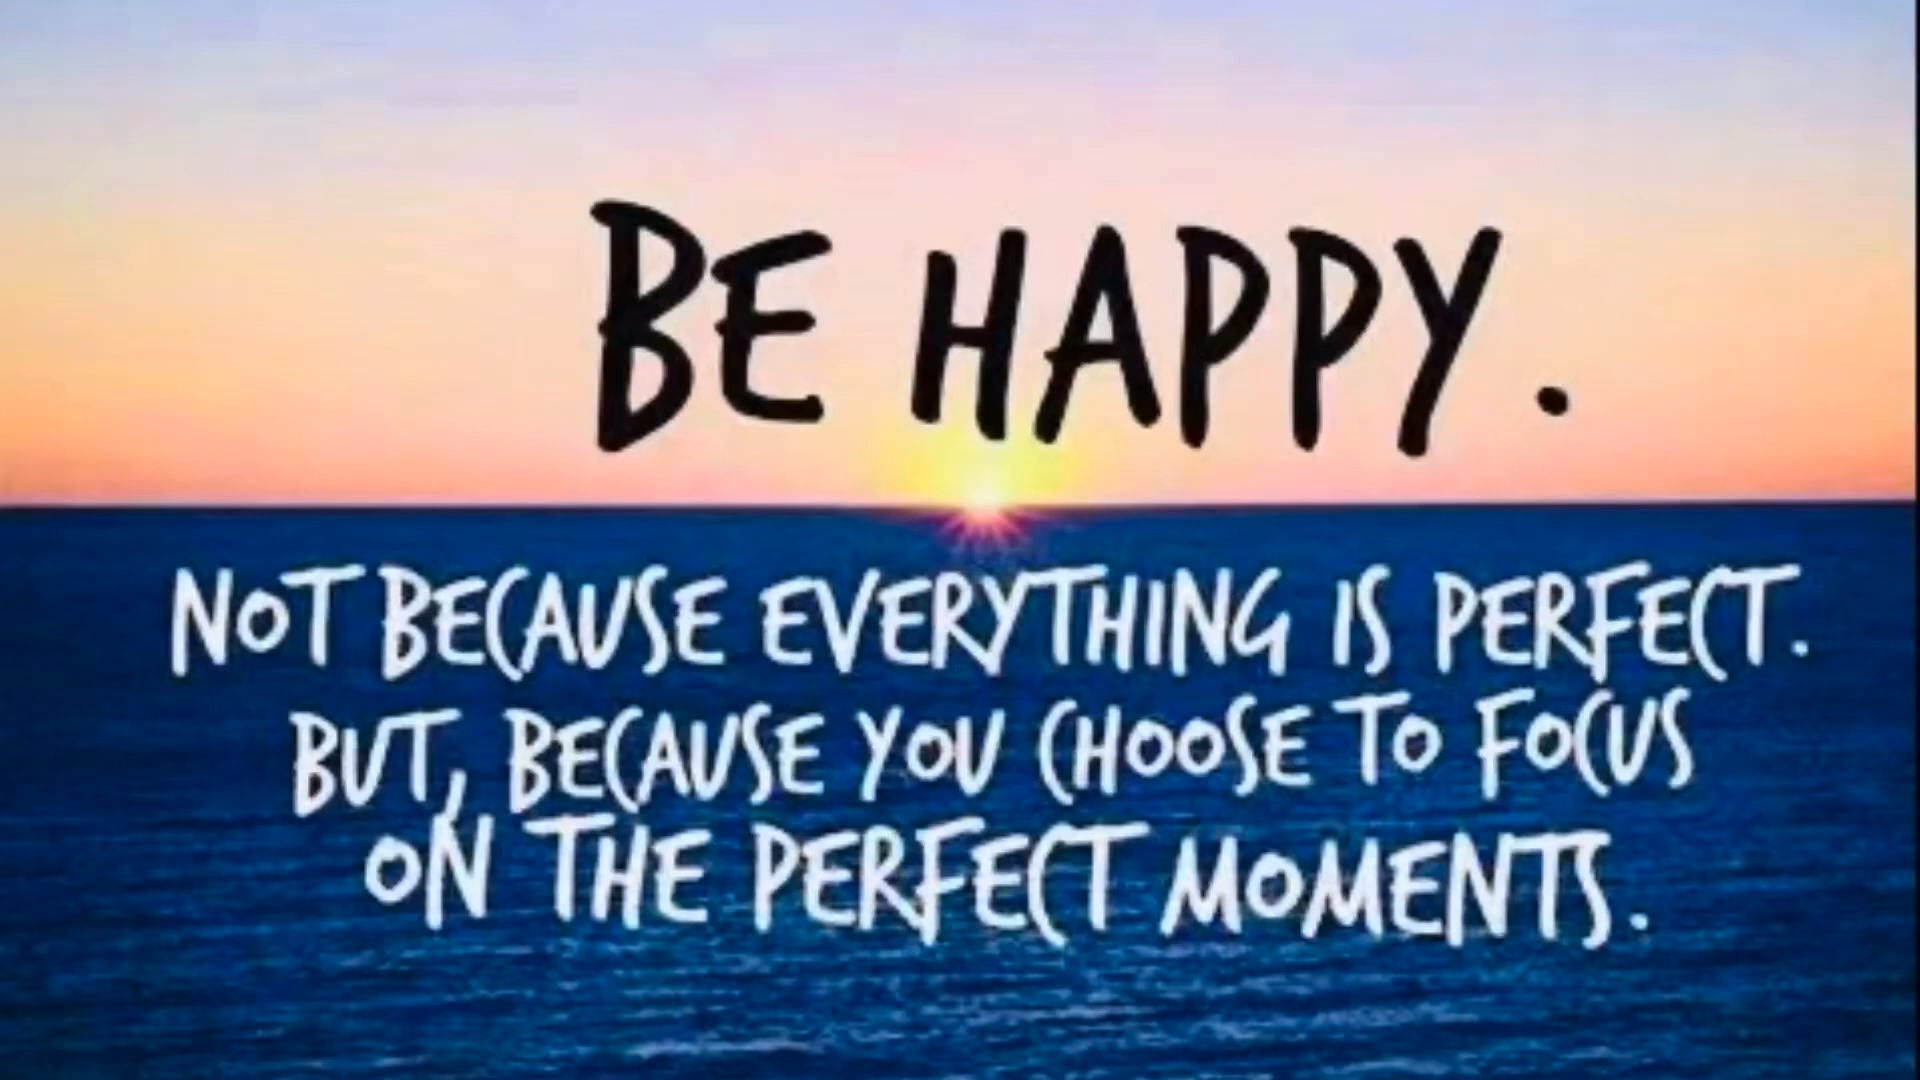 BE HAPPY.
NOT BECAUSE EVERYTHING IS PERFECT.
BUT, BECAUSE YOU CHOOSE TO FOCUS
ON THE PERFECT MOMENTS.